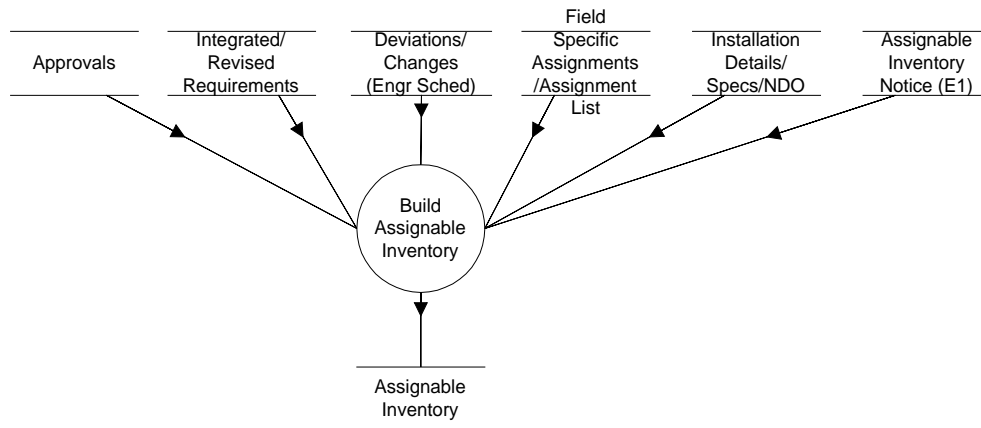 Approvals
Integrated/
Revised
Requirements
Deviations/
Changes
(Engr Sched)
Field
Specific
Assignments
/Assignment
List
Installation
Details/
Specs/NDO
Assignable
Inventory
Notice (E1)
Build
Assignable
Inventory
Assignable
Inventory